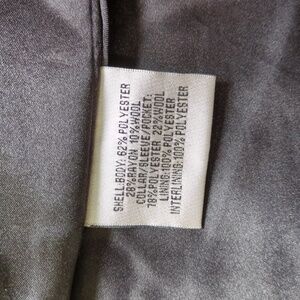 SHELL:BODY: 62% POLYESTER
28%RAYON 10%WOOL
COLLAR/SLEEVE/POCKET:
78%POLYESTER 22%WOOL
LINING:100% POLYESTER
INTERLINING:100% POLYESTER